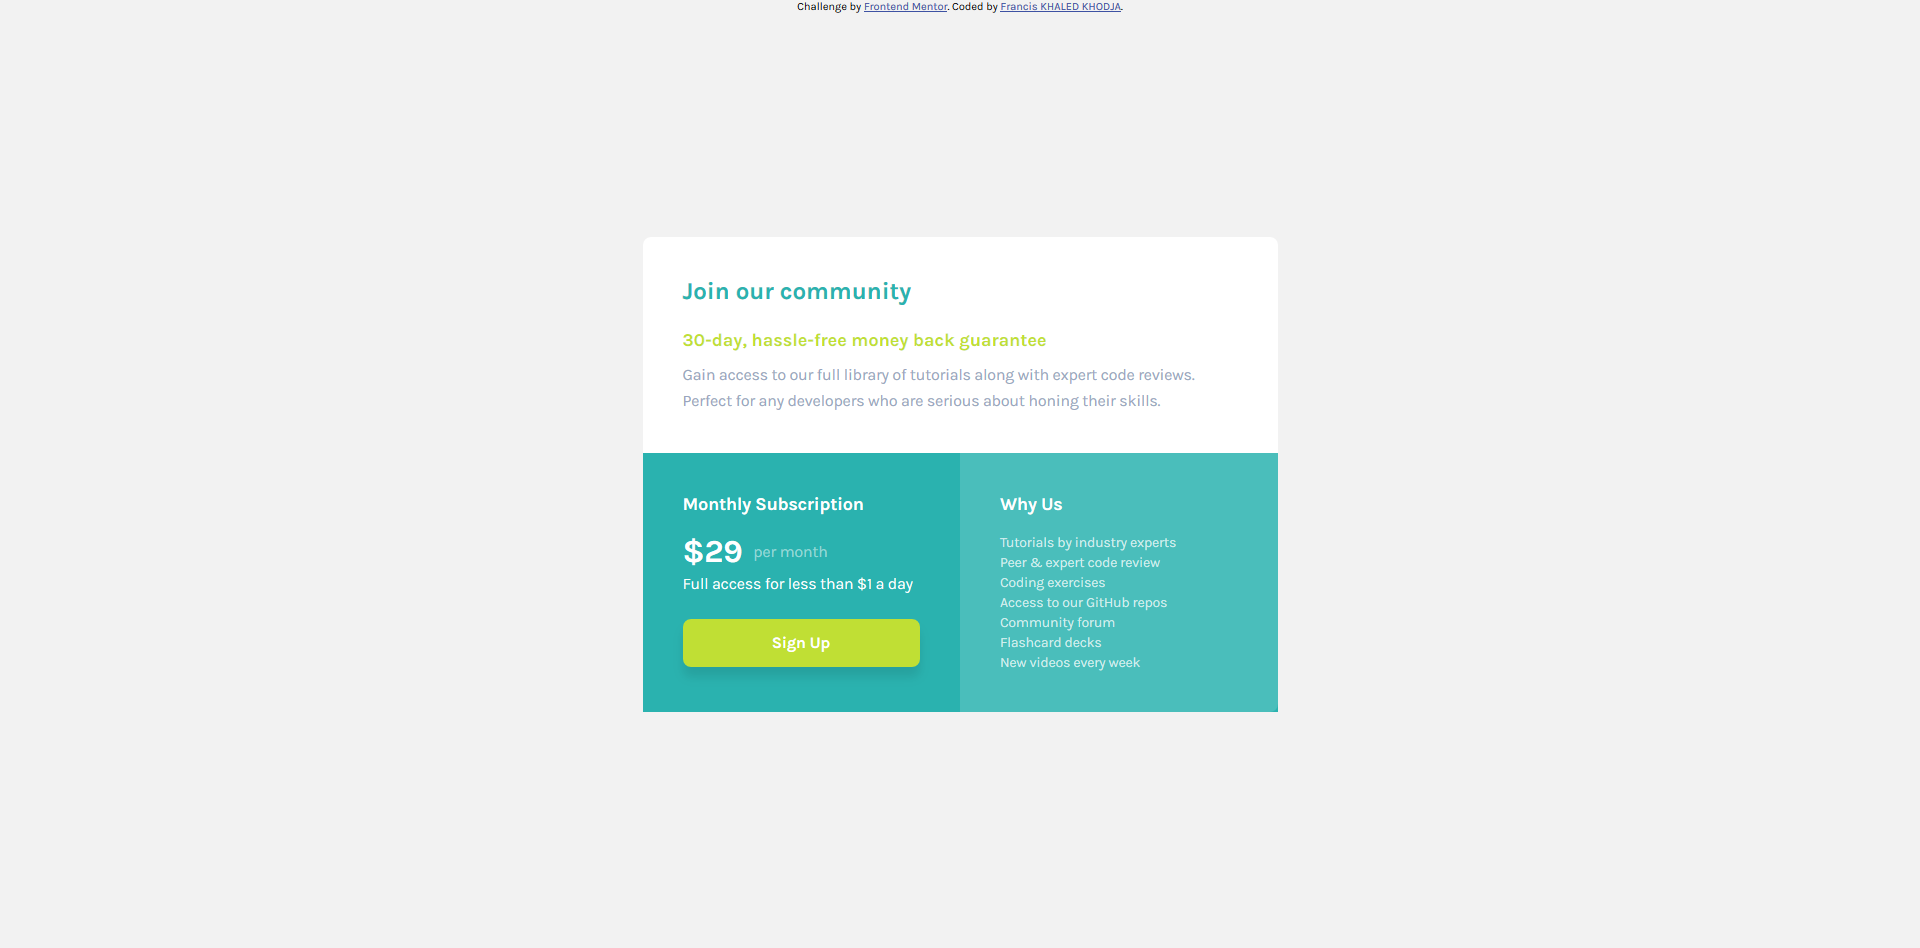 Challenge by Frontend Mentor. Coded by Francis KHALED KHODJA.
Join our community
30-day, hassle-free money back guarantee
Gain access to our full library of tutorials along with expert code reviews.
Perfect for any developers who are serious about honing their skills.
Monthly Subscription
$29 per month
Full access for less than $1 a day
Sign Up
Why Us
Tutorials by industry experts
Peer & expert code review
Coding exercises
Access to our GitHub repos
Community forum
Flashcard decks
New videos every week